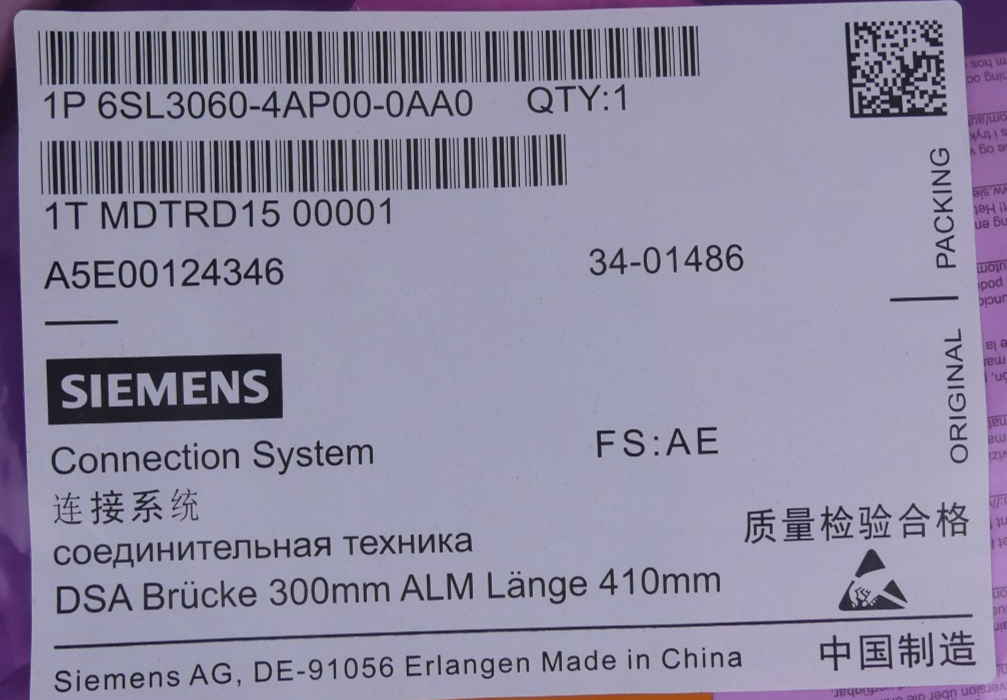 1P 6SL3060-4AP00-0AA0 QTY:1
1T MDTRD15 00001
A5E00124346 34-01486
ORIGINAL | PACKING
SIEMENS
Connection System FS:AE
连接系统
质量检验合格
соединительная техника
DSA Brücke 300mm ALM Länge 410mm
Siemens AG, DE-91056 Erlangen Made in China 中国制造